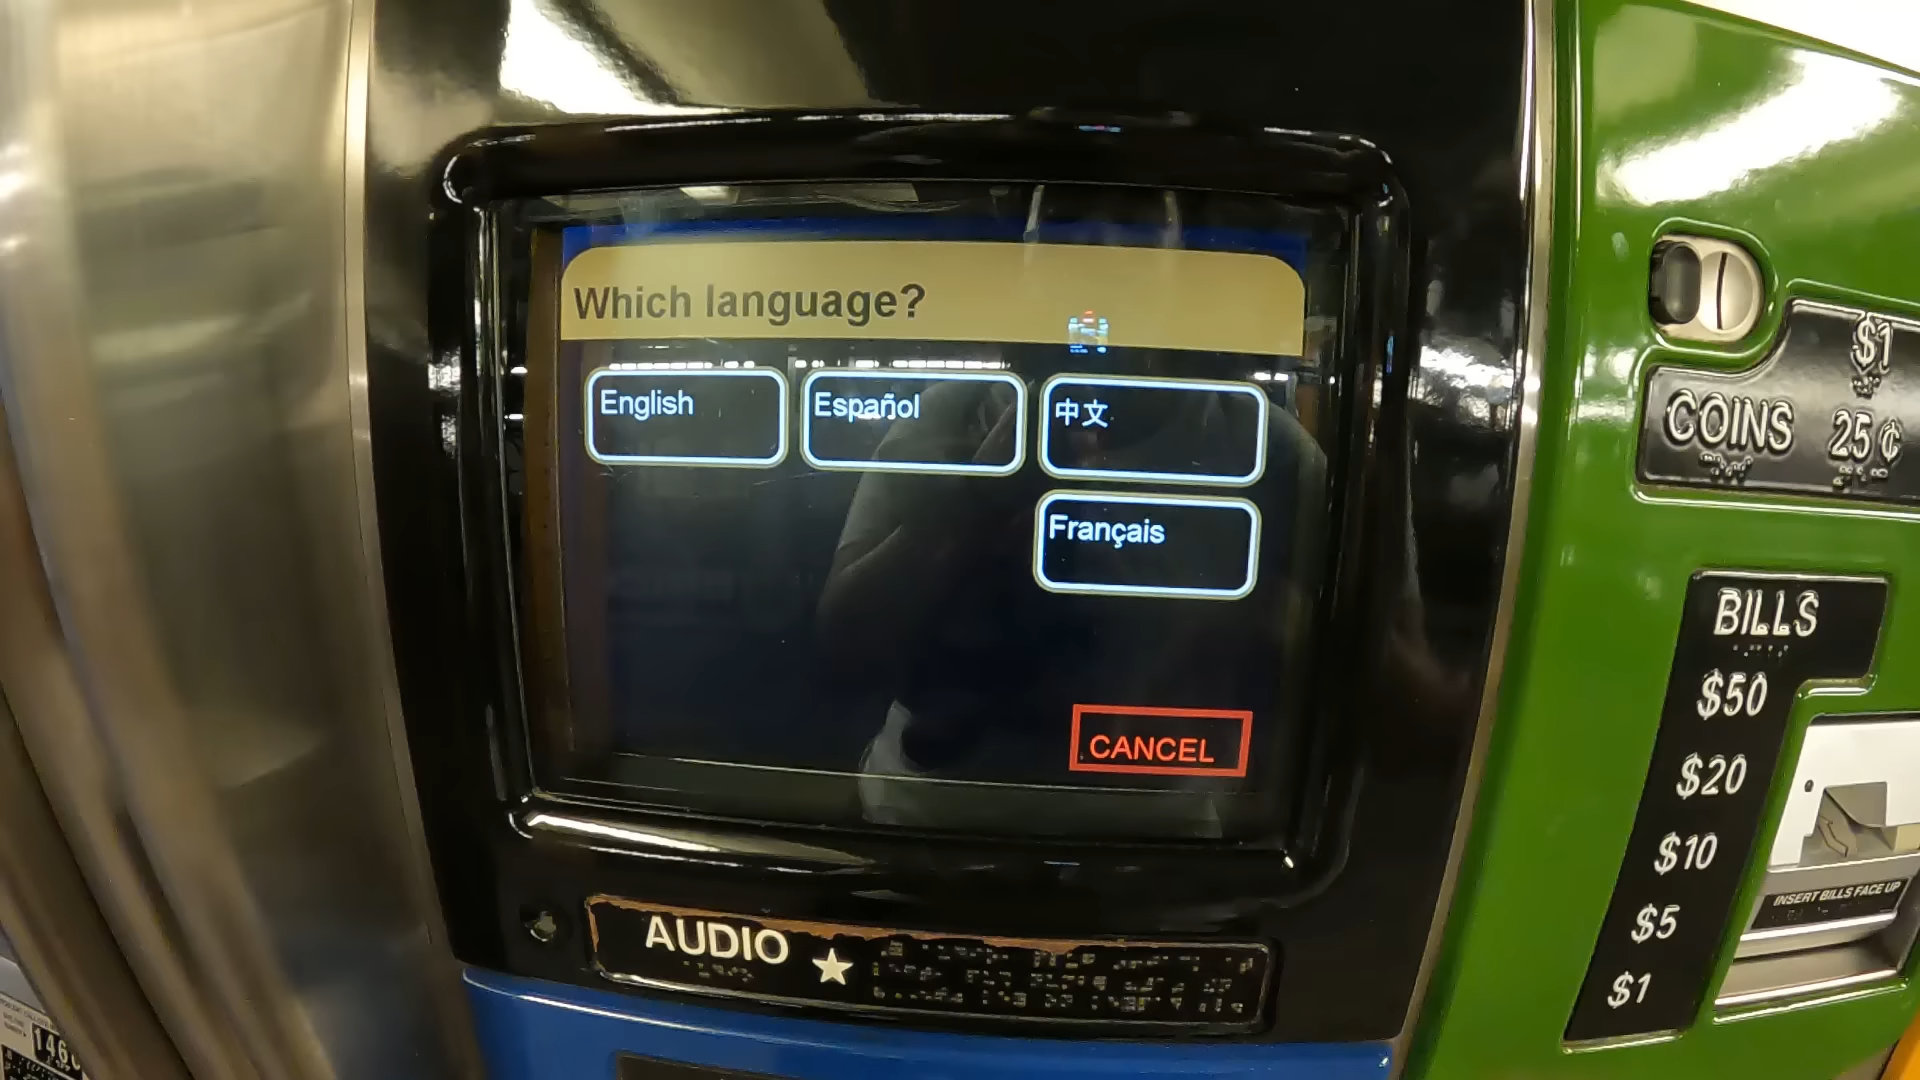 Which language?
English
Español
中文
Français
CANCEL
AUDIO
$1
COINS 25¢
BILLS
$50
$20
$10
$5
$1
INSERT BILLS FACE UP